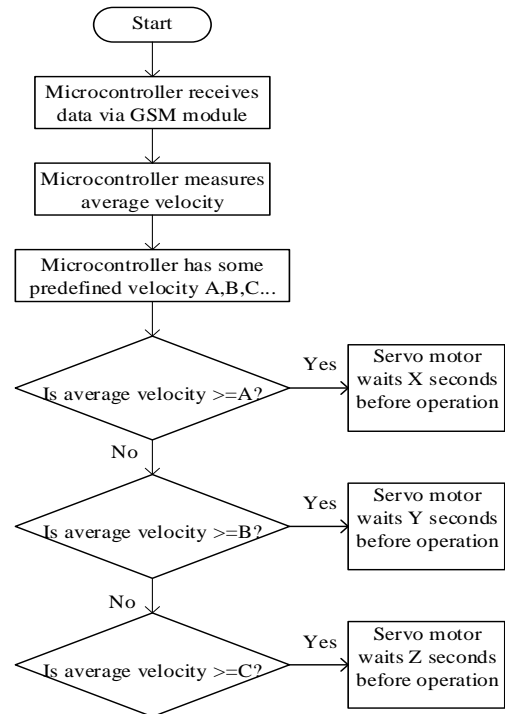 Start
Microcontroller receives
data via GSM module
Microcontroller measures
average velocity
Microcontroller has some
predefined velocity A,B,C...
Is average velocity >=A?
Yes
Servo motor
waits X seconds
before operation
No
Is average velocity >=B?
Yes
Servo motor
waits Y seconds
before operation
No
Is average velocity >=C?
Yes
Servo motor
waits Z seconds
before operation